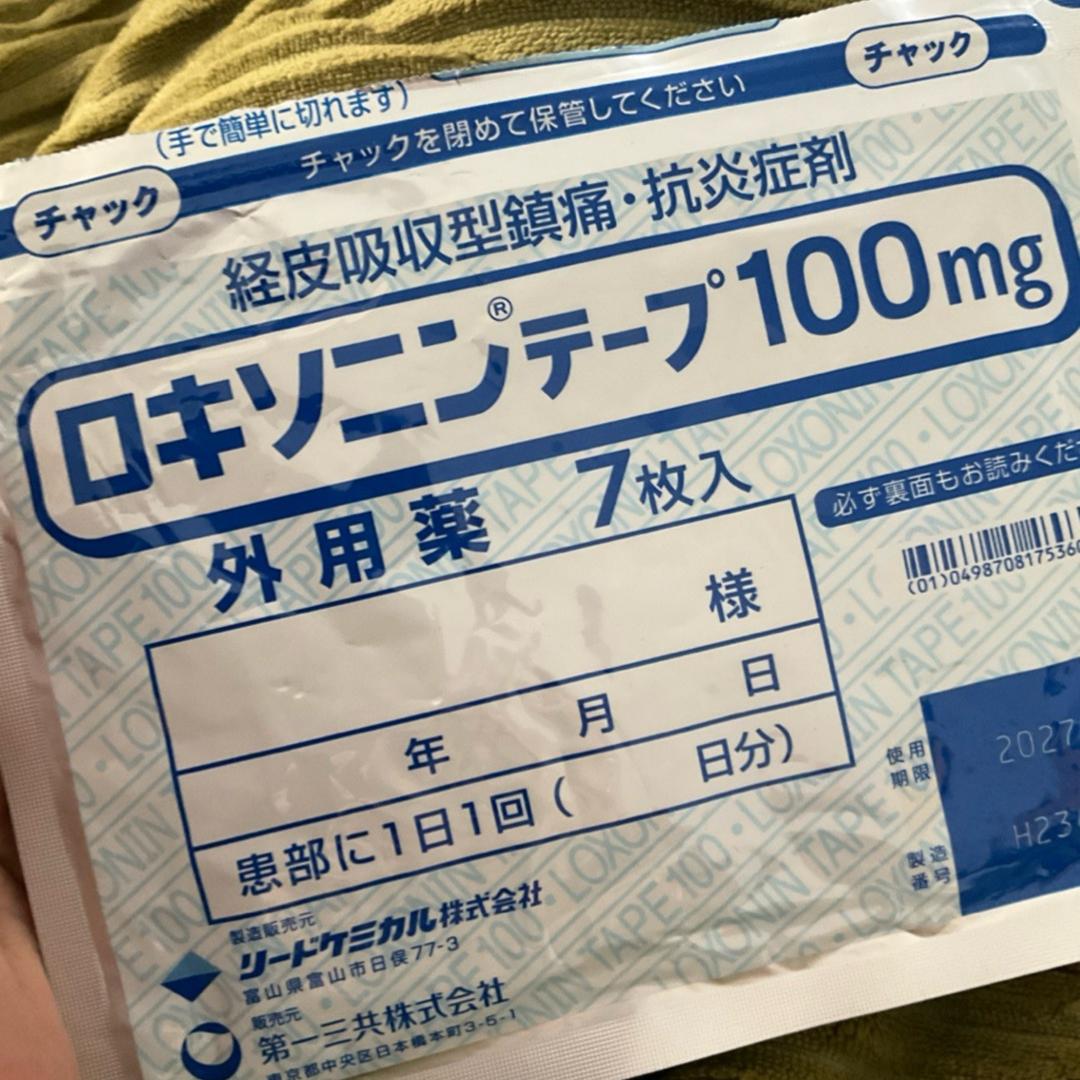 (手で簡単に切れます)
チャックを閉めて保管してください
チャック
チャック
経皮吸収型鎮痛・抗炎症剤
ロキソニン®テープ100mg
外用薬 7枚入
必ず裏面もお読みくだ
(01)0498708175360
様
年 月 日
患部に1日1回( 日分)
使用
期限
2027
製造
番号
H23
製造販売元
リードケミカル株式会社
富山県富山市日俣77-3
販売元
第一三共株式会社
東京都中央区日本橋本町3-5-1
LOXONIN TAPE 100